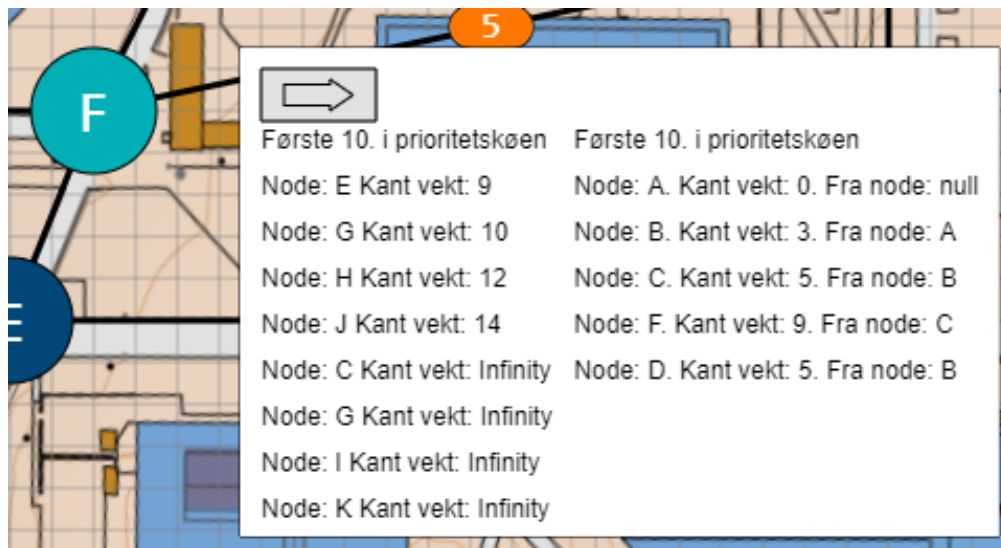 5
F
E
Første 10. i prioritetskøen
Node: E Kant vekt: 9
Node: G Kant vekt: 10
Node: H Kant vekt: 12
Node: J Kant vekt: 14
Node: C Kant vekt: Infinity
Node: G Kant vekt: Infinity
Node: I Kant vekt: Infinity
Node: K Kant vekt: Infinity
Første 10. i prioritetskøen
Node: A. Kant vekt: 0. Fra node: null
Node: B. Kant vekt: 3. Fra node: A
Node: C. Kant vekt: 5. Fra node: B
Node: F. Kant vekt: 9. Fra node: C
Node: D. Kant vekt: 5. Fra node: B